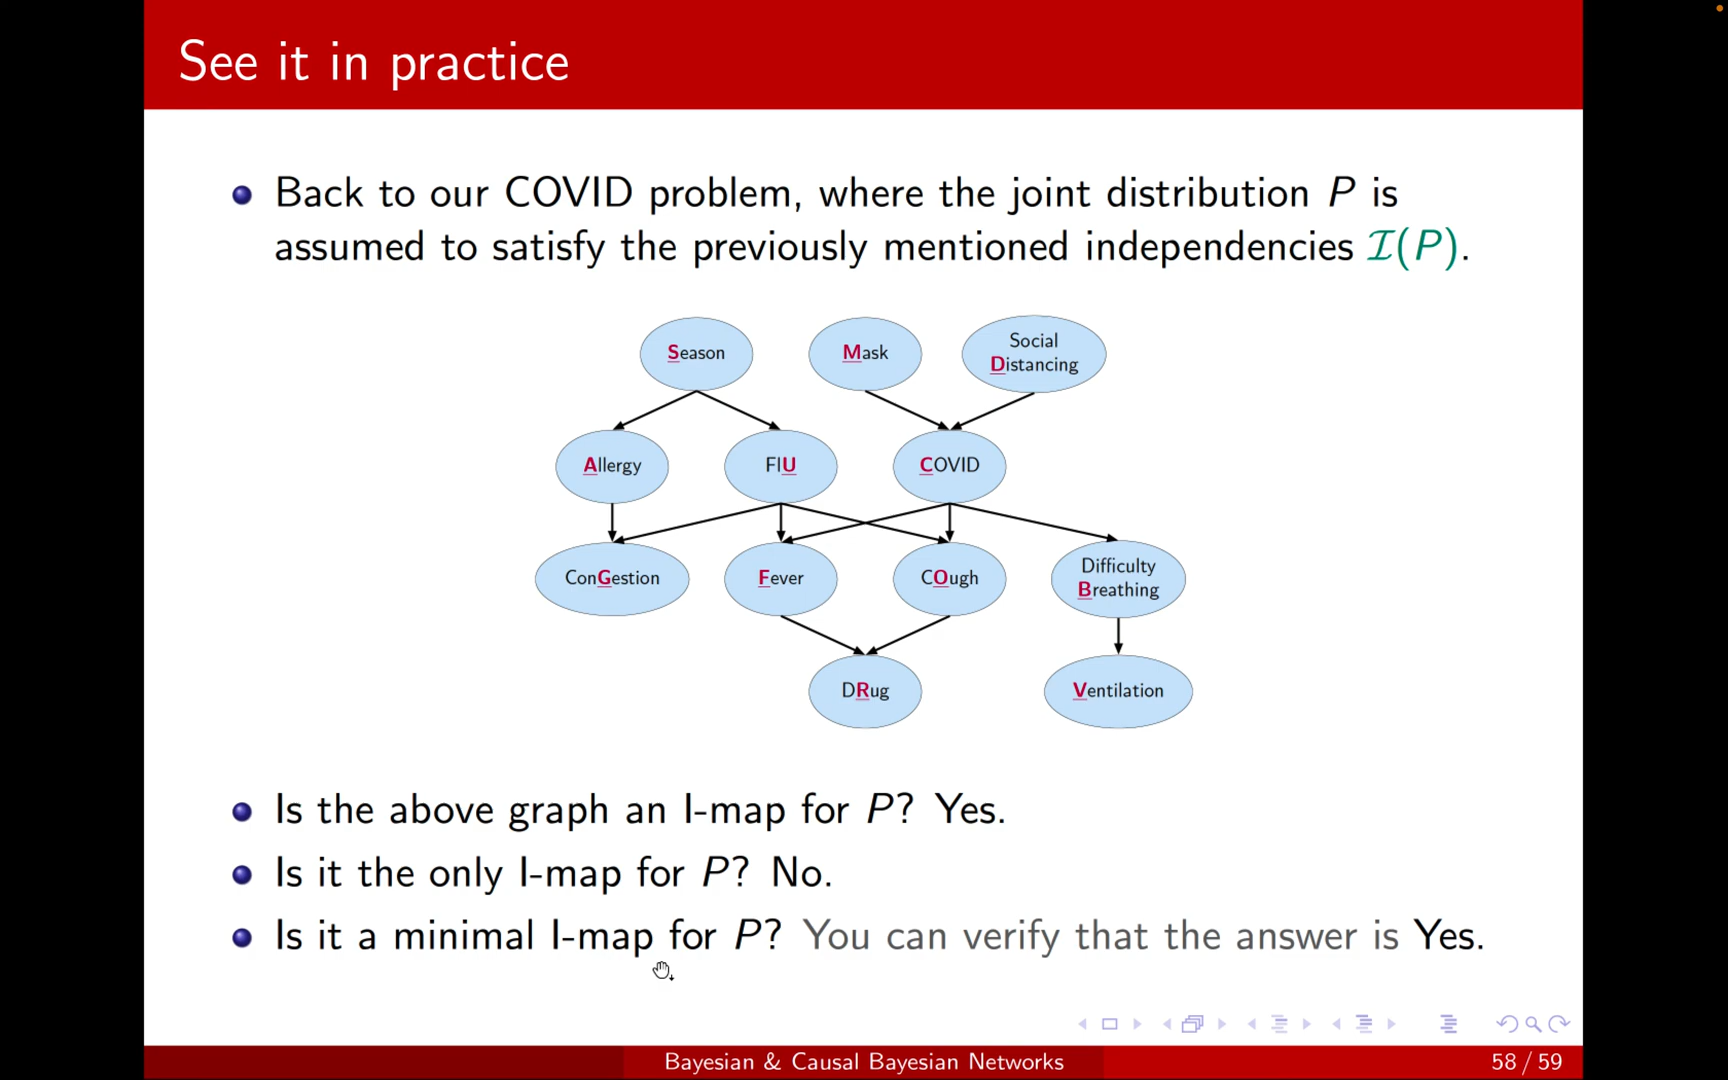 See it in practice
Back to our COVID problem, where the joint distribution P is
assumed to satisfy the previously mentioned independencies ℐ(P).
Season
Mask
Social
Distancing
Allergy
FlU
COVID
ConGestion
Fever
COugh
Difficulty
Breathing
DRug
Ventilation
Is the above graph an I-map for P? Yes.
Is it the only I-map for P? No.
Is it a minimal I-map for P? You can verify that the answer is Yes.
Bayesian & Causal Bayesian Networks
58 / 59